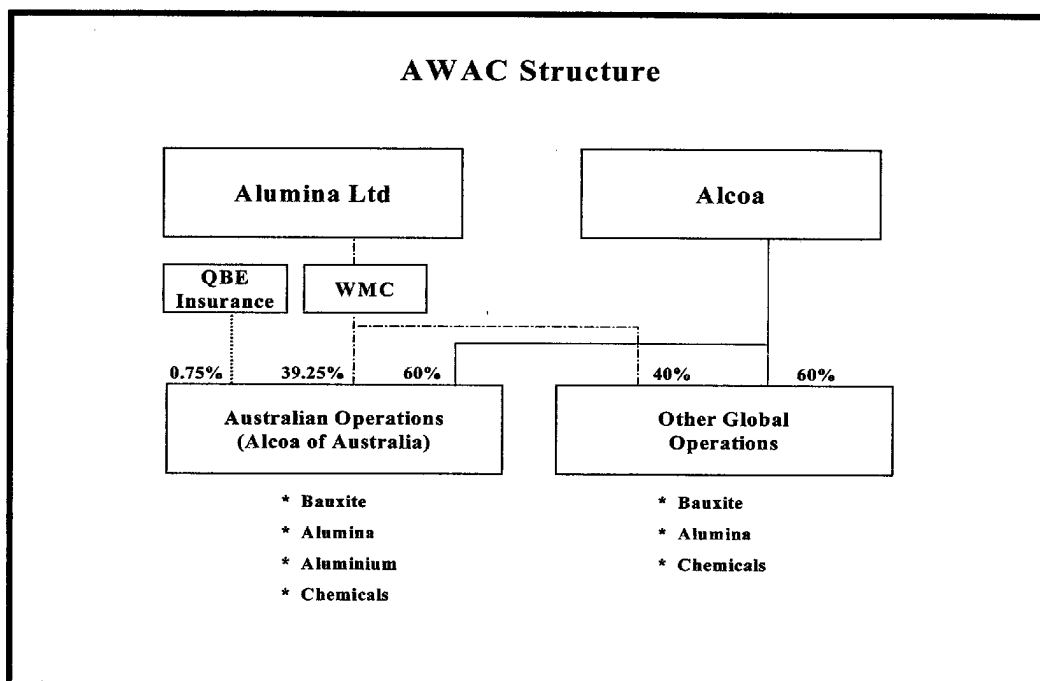 AWAC Structure
Alumina Ltd
Alcoa
QBE
Insurance
WMC
0.75%
39.25%
60%
40%
60%
Australian Operations
(Alcoa of Australia)
Other Global
Operations
* Bauxite
* Alumina
* Aluminium
* Chemicals
* Bauxite
* Alumina
* Chemicals